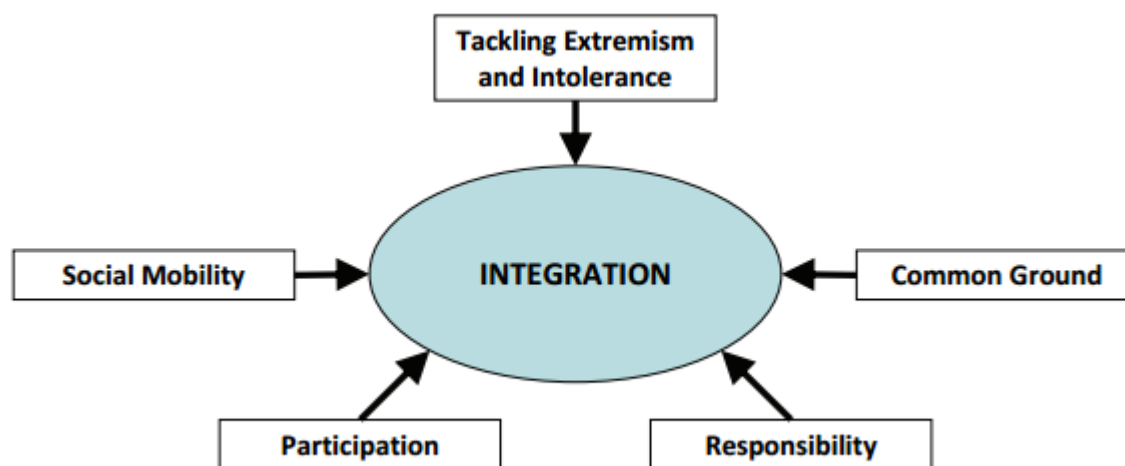 Tackling Extremism
and Intolerance
Social Mobility
INTEGRATION
Common Ground
Participation
Responsibility